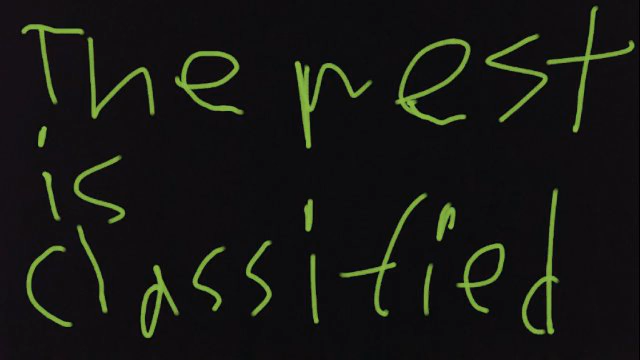 The rest
is
classified